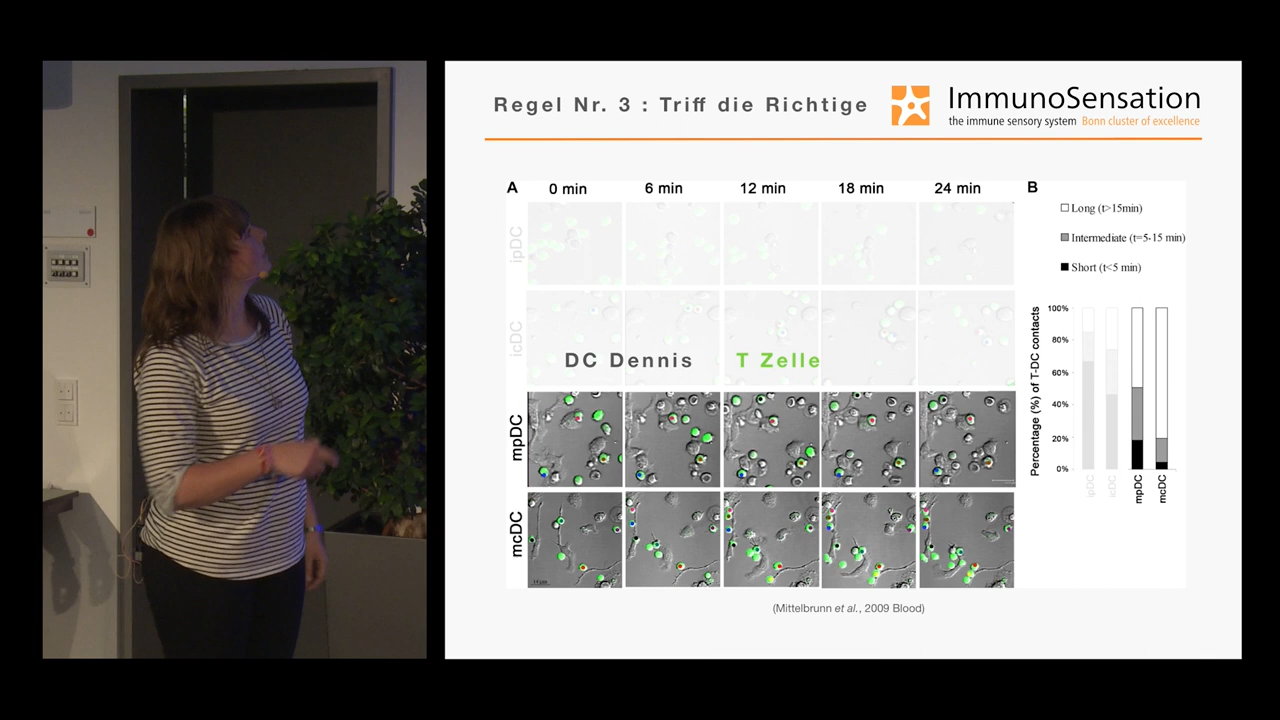 Regel Nr. 3 : Triff die Richtige
ImmunoSensation
the immune sensory system Bonn cluster of excellence
A
0 min 6 min 12 min 18 min 24 min
ipDC
icDC
DC Dennis T Zelle
mpDC
mcDC
B
Long (t>15min)
Intermediate (t=5-15 min)
Short (t<5 min)
Percentage (%) of T-DC contacts
100%
80%
60%
40%
20%
0%
ipDC icDC mpDC mcDC
(Mittelbrunn et al., 2009 Blood)